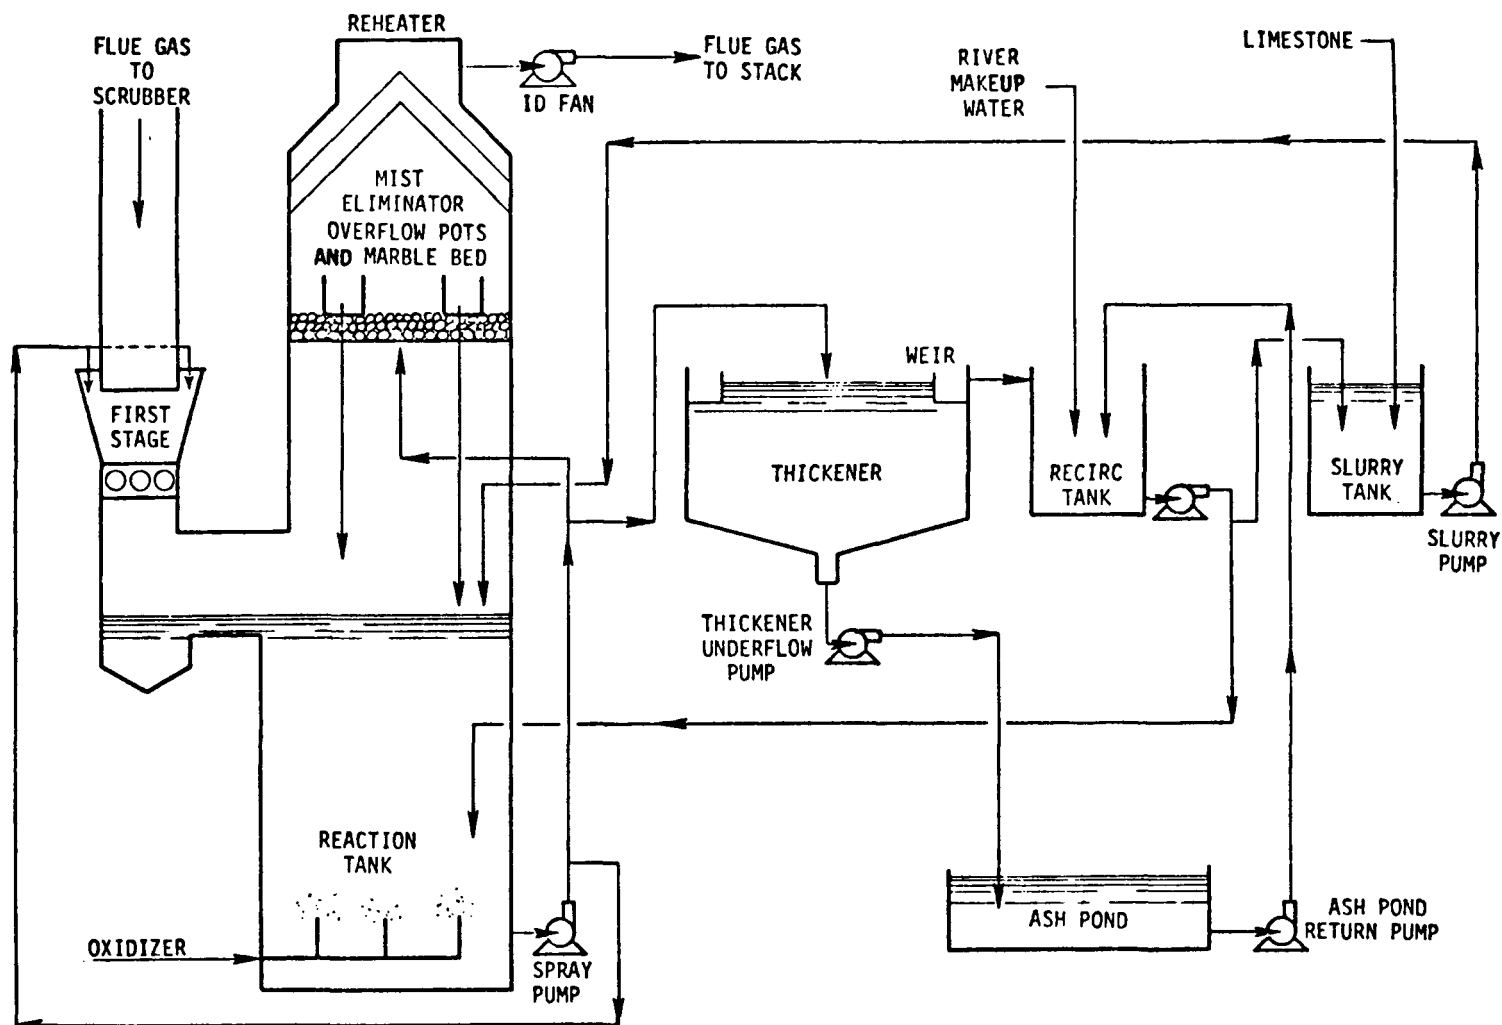 REHEATER
FLUE GAS
TO
SCRUBBER
ID FAN
FLUE GAS
TO STACK
RIVER
MAKEUP
WATER
LIMESTONE
MIST
ELIMINATOR
OVERFLOW POTS
AND MARBLE BED
FIRST
STAGE
WEIR
THICKENER
RECIRC
TANK
SLURRY
TANK
SLURRY
PUMP
THICKENER
UNDERFLOW
PUMP
REACTION
TANK
OXIDIZER
SPRAY
PUMP
ASH POND
ASH POND
RETURN PUMP